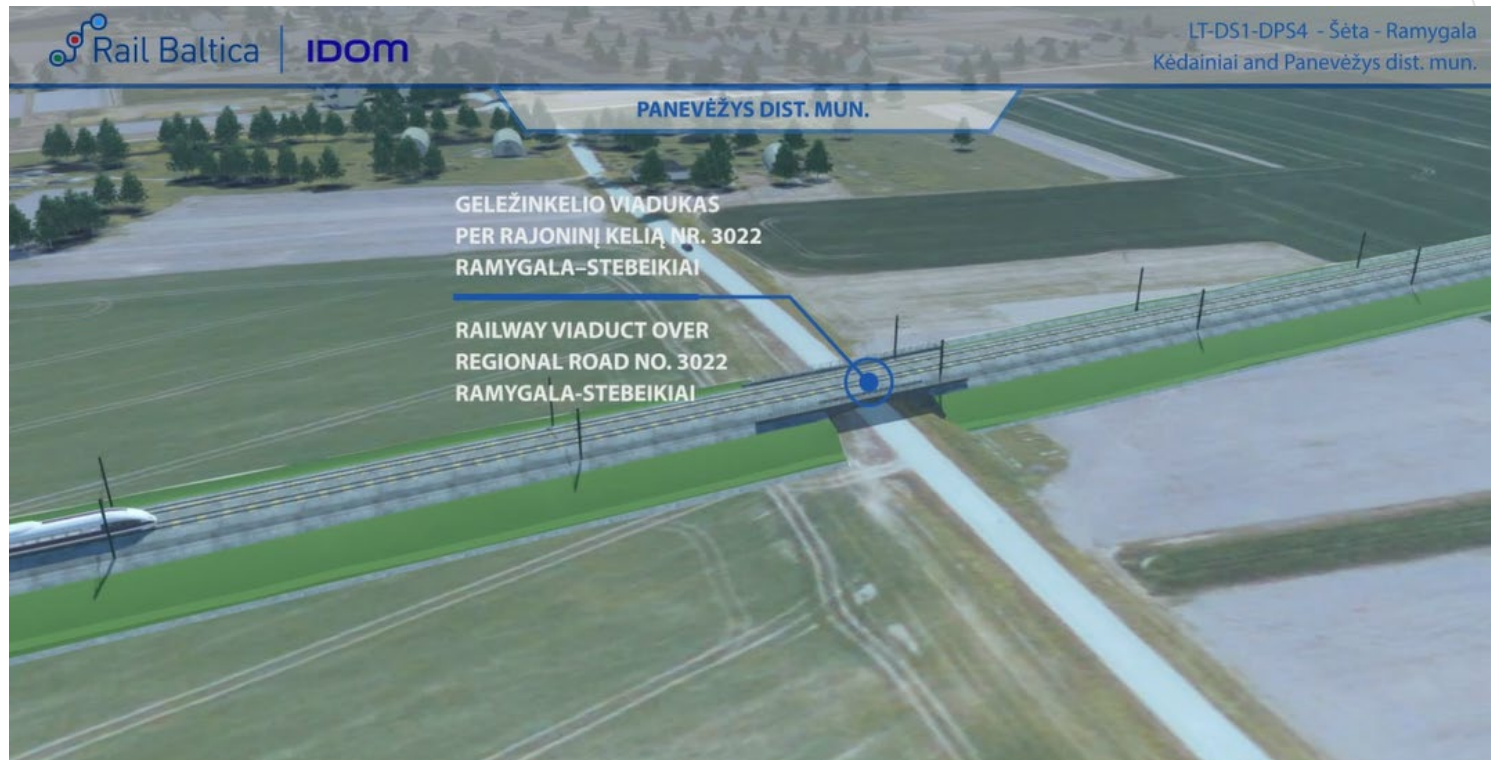 Rail Baltica
IDOM
LT-DS1-DPS4 - Šėta - Ramygala
Kėdainiai and Panevėžys dist. mun.
PANEVĖŽYS DIST. MUN.
GELEŽINKELIO VIADUKAS
PER RAJONINĮ KELIĄ NR. 3022
RAMYGALA–STEBEIKIAI
RAILWAY VIADUCT OVER
REGIONAL ROAD NO. 3022
RAMYGALA-STEBEIKIAI